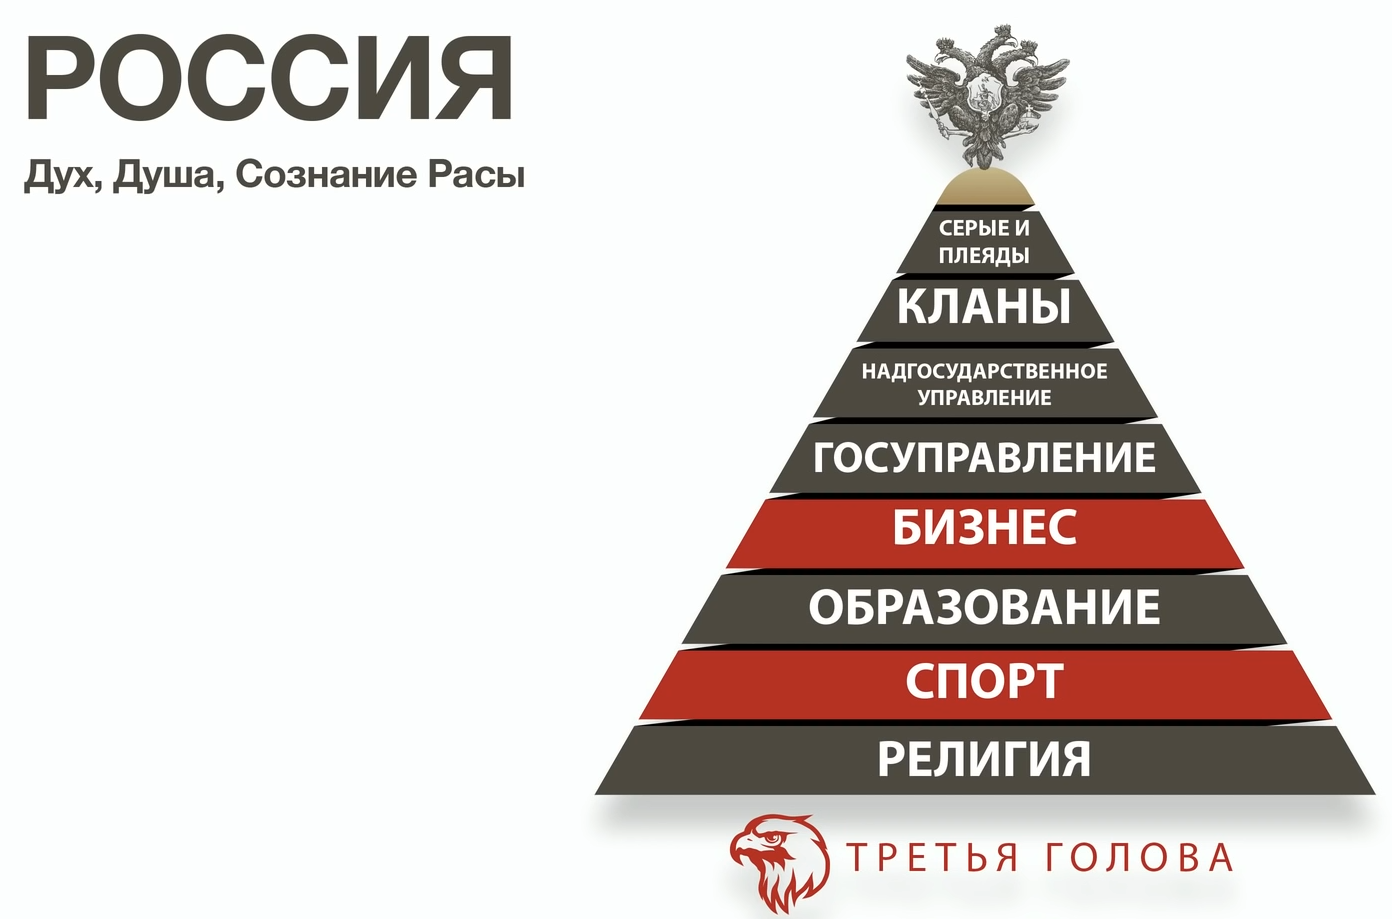 РОССИЯ
Дух, Душа, Сознание Расы
СЕРЫЕ И
ПЛЕЯДЫ
КЛАНЫ
НАДГОСУДАРСТВЕННОЕ
УПРАВЛЕНИЕ
ГОСУПРАВЛЕНИЕ
БИЗНЕС
ОБРАЗОВАНИЕ
СПОРТ
РЕЛИГИЯ
ТРЕТЬЯ ГОЛОВА